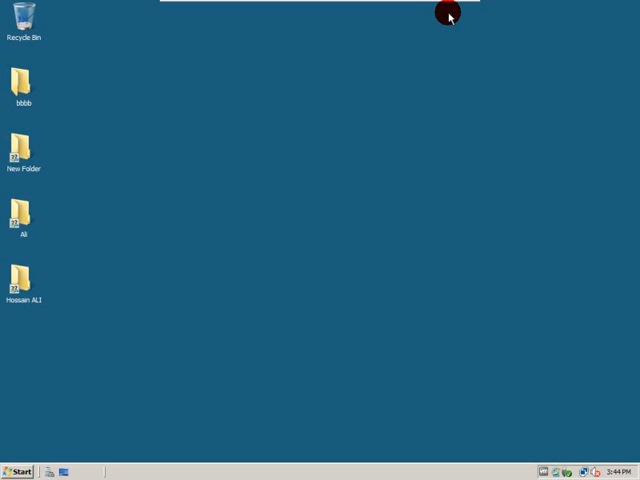 Recycle Bin
bbbb
New Folder
Ali
Hossain ALI
Start
3:44 PM